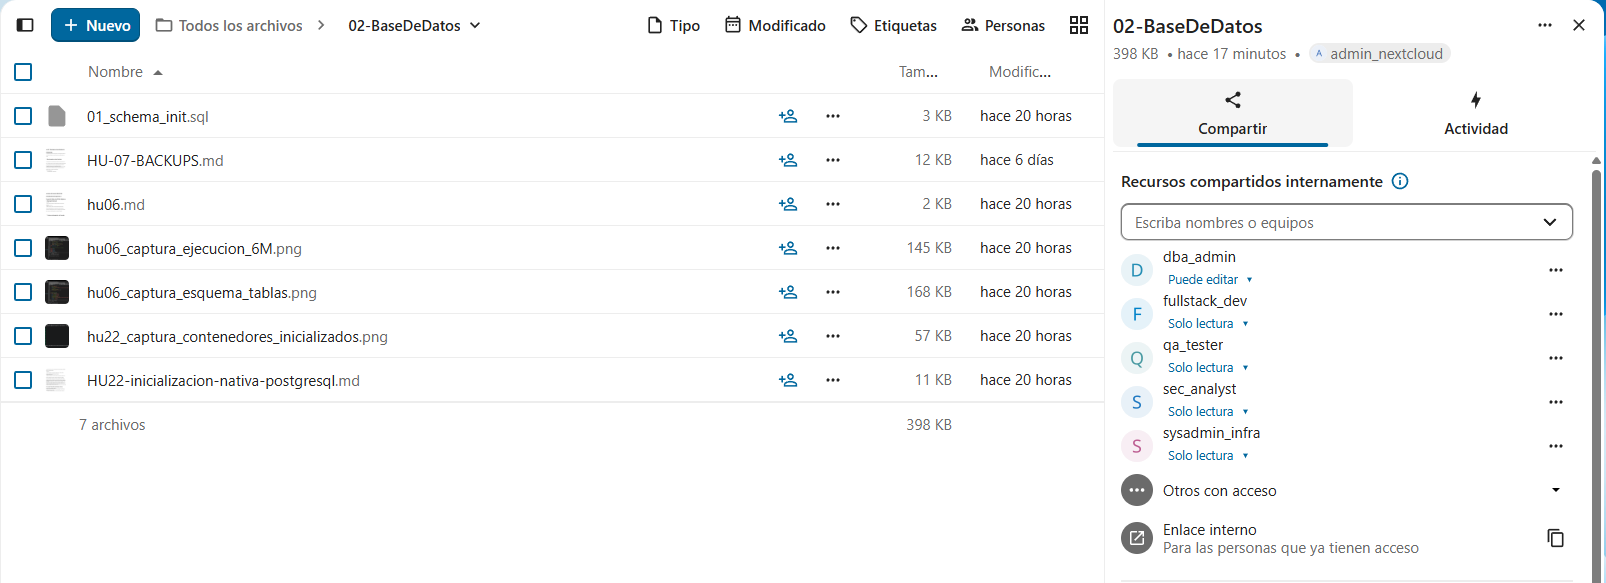 Nuevo
Todos los archivos
02-BaseDeDatos
Tipo
Modificado
Etiquetas
Personas
Nombre
Tam...
Modific...
01_schema_init.sql
3 KB
hace 20 horas
HU-07-BACKUPS.md
12 KB
hace 6 días
hu06.md
2 KB
hace 20 horas
hu06_captura_ejecucion_6M.png
145 KB
hace 20 horas
hu06_captura_esquema_tablas.png
168 KB
hace 20 horas
hu22_captura_contenedores_inicializados.png
57 KB
hace 20 horas
HU22-inicializacion-nativa-postgresql.md
11 KB
hace 20 horas
7 archivos
398 KB
02-BaseDeDatos
398 KB • hace 17 minutos • A admin_nextcloud
Compartir
Actividad
Recursos compartidos internamente
Escriba nombres o equipos
D
dba_admin
Puede editar
F
fullstack_dev
Solo lectura
Q
qa_tester
Solo lectura
S
sec_analyst
Solo lectura
S
sysadmin_infra
Solo lectura
Otros con acceso
Enlace interno
Para las personas que ya tienen acceso